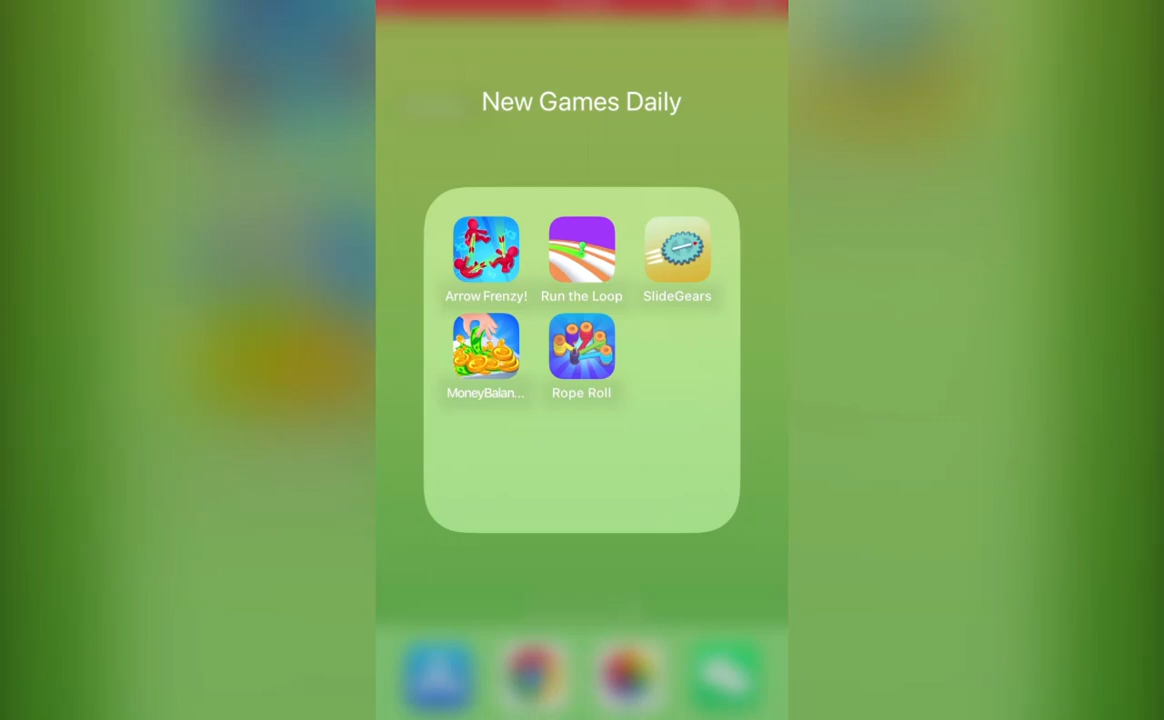 New Games Daily
Arrow Frenzy!
Run the Loop
SlideGears
MoneyBalan...
Rope Roll